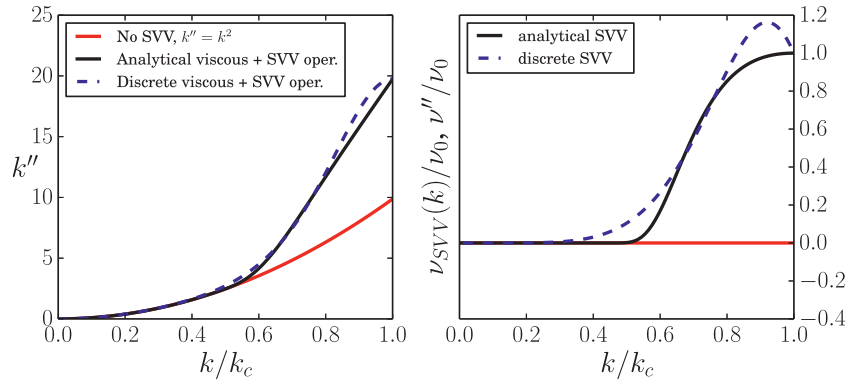 25
20
15
10
5
0
k''
No SVV, k'' = k²
Analytical viscous + SVV oper.
Discrete viscous + SVV oper.
0.0 0.2 0.4 0.6 0.8 1.0
k/k_c
analytical SVV
discrete SVV
1.2
1.0
0.8
0.6
0.4
0.2
0.0
−0.2
−0.4
ν_SVV(k)/ν₀, ν''/ν₀
0.0 0.2 0.4 0.6 0.8 1.0
k/k_c